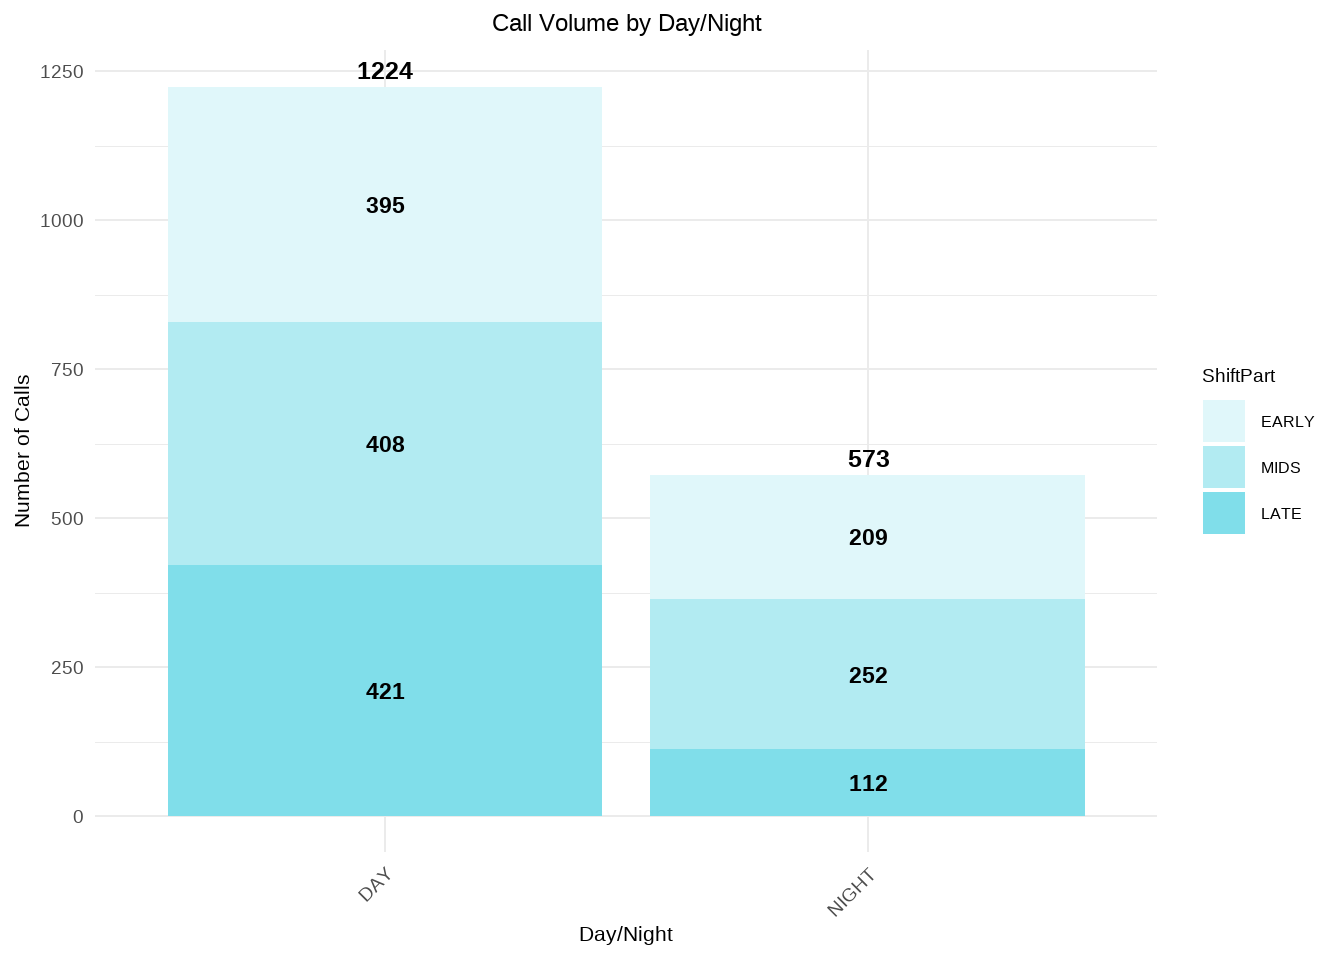 Call Volume by Day/Night
Number of Calls
1250
1000
750
500
250
0
1224
395
408
421
573
209
252
112
DAY
NIGHT
Day/Night
ShiftPart
EARLY
MIDS
LATE